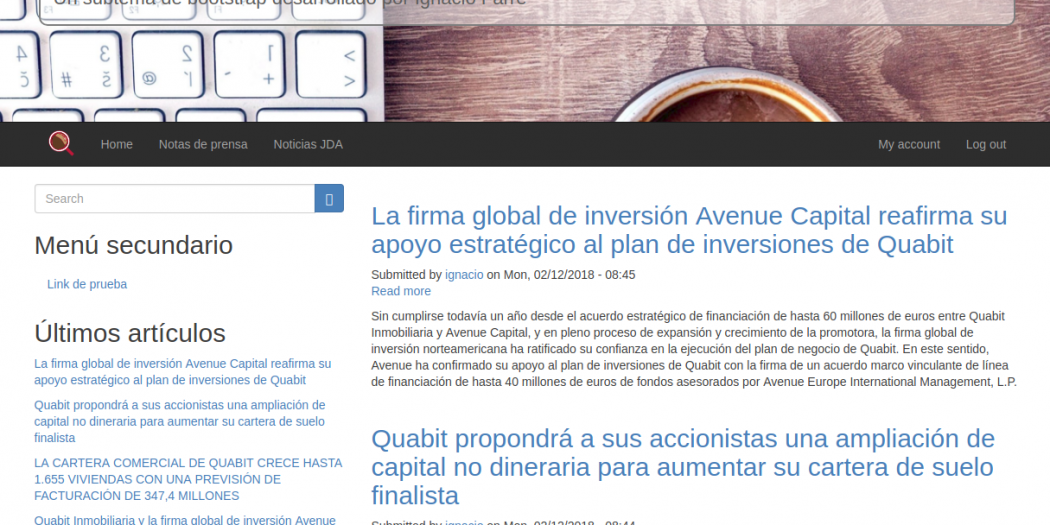 Un subtema de bootstrap desarrollado por Ignacio Farré
Home
Notas de prensa
Noticias JDA
My account
Log out
Search
Menú secundario
Link de prueba
Últimos artículos
La firma global de inversión Avenue Capital reafirma su
apoyo estratégico al plan de inversiones de Quabit
Quabit propondrá a sus accionistas una ampliación de
capital no dineraria para aumentar su cartera de suelo
finalista
LA CARTERA COMERCIAL DE QUABIT CRECE HASTA
1.655 VIVIENDAS CON UNA PREVISIÓN DE
FACTURACIÓN DE 347,4 MILLONES
Quabit Inmobiliaria y la firma global de inversión Avenue
La firma global de inversión Avenue Capital reafirma su
apoyo estratégico al plan de inversiones de Quabit
Submitted by ignacio on Mon, 02/12/2018 - 08:45
Read more
Sin cumplirse todavía un año desde el acuerdo estratégico de financiación de hasta 60 millones de euros entre Quabit
Inmobiliaria y Avenue Capital, y en pleno proceso de expansión y crecimiento de la promotora, la firma global de
inversión norteamericana ha ratificado su confianza en la ejecución del plan de negocio de Quabit. En este sentido,
Avenue ha confirmado su apoyo al plan de inversiones de Quabit con la firma de un acuerdo marco vinculante de línea
de financiación de hasta 40 millones de euros de fondos asesorados por Avenue Europe International Management, L.P.
Quabit propondrá a sus accionistas una ampliación de
capital no dineraria para aumentar su cartera de suelo
finalista
Submitted by ignacio on Mon, 02/12/2018 - 08:44